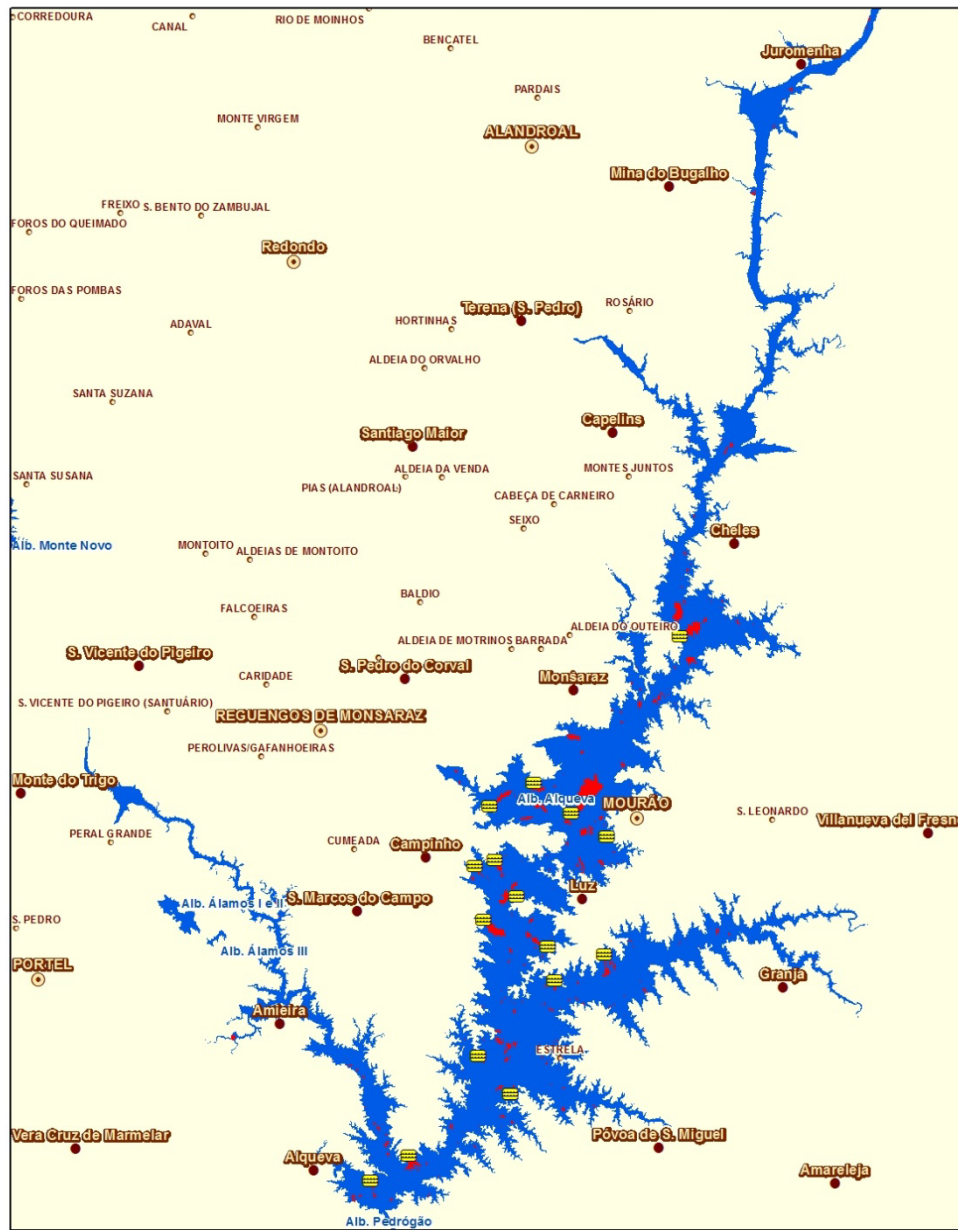 CORREDOURA
CANAL
RIO DE MOINHOS
BENCATEL
Juromenha
PARDAIS
MONTE VIRGEM
ALANDROAL
Mina do Bugalho
FREIXO
S. BENTO DO ZAMBUJAL
FOROS DO QUEIMADO
Redondo
FOROS DAS POMBAS
Terena (S. Pedro)
ROSÁRIO
ADAVAL
HORTINHAS
ALDEIA DO ORVALHO
SANTA SUZANA
Santiago Maior
Capelins
SANTA SUSANA
ALDEIA DA VENDA
MONTES JUNTOS
PIAS (ALANDROAL)
CABEÇA DE CARNEIRO
SEIXO
Cheles
Alb. Monte Novo
MONTOITO
ALDEIAS DE MONTOITO
BALDIO
FALCOEIRAS
ALDEIA DO OUTEIRO
ALDEIA DE MOTRINOS
BARRADA
S. Vicente do Pigeiro
S. Pedro do Corval
CARIDADE
Monsaraz
S. VICENTE DO PIGEIRO (SANTUÁRIO)
REGUENGOS DE MONSARAZ
PEROLIVAS/GAFANHOEIRAS
Monte do Trigo
Alb. Alqueva
MOURÃO
S. LEONARDO
Villanueva del Fresn
PERAL GRANDE
CUMEADA
Campinho
Luz
S. Marcos do Campo
Alb. Álamos I e II
S. PEDRO
Alb. Álamos III
PORTEL
Granja
Amieira
ESTRELA
Vera Cruz de Marmelar
Póvoa de S. Miguel
Alqueva
Amareleja
Alb. Pedrógão